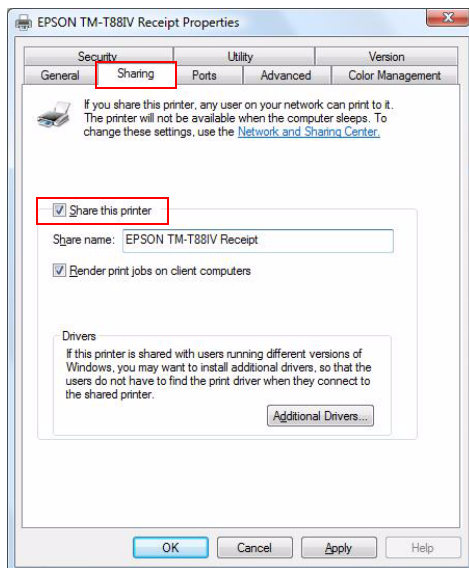 EPSON TM-T88IV Receipt Properties
Security Utility Version
General Sharing Ports Advanced Color Management
If you share this printer, any user on your network can print to it.
The printer will not be available when the computer sleeps. To
change these settings, use the Network and Sharing Center.
Share this printer
Share name: EPSON TM-T88IV Receipt
Render print jobs on client computers
Drivers
If this printer is shared with users running different versions of
Windows, you may want to install additional drivers, so that the
users do not have to find the print driver when they connect to
the shared printer.
Additional Drivers...
OK Cancel Apply Help